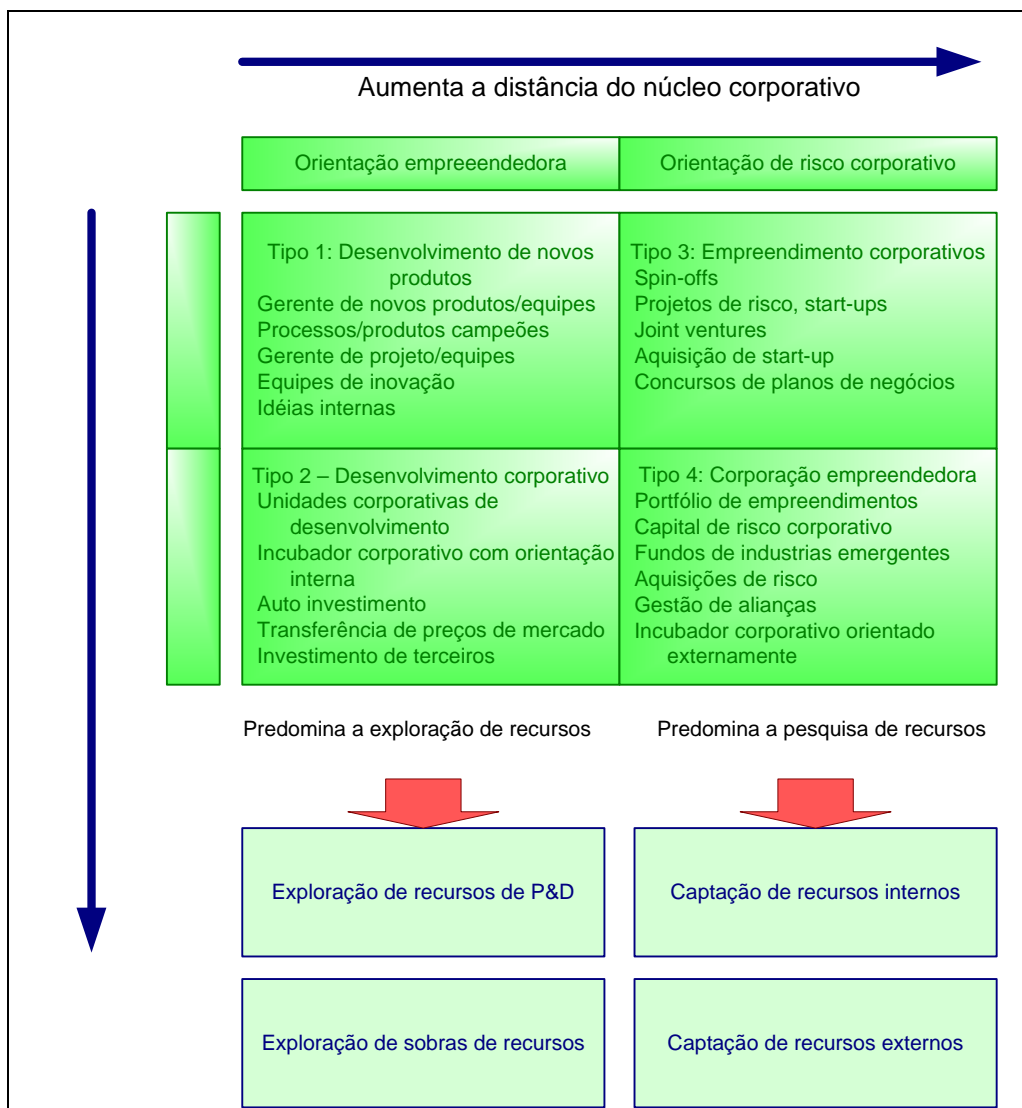 Aumenta a distância do núcleo corporativo
Orientação empreeendedora
Orientação de risco corporativo
Tipo 1: Desenvolvimento de novos
produtos
Gerente de novos produtos/equipes
Processos/produtos campeões
Gerente de projeto/equipes
Equipes de inovação
Idéias internas
Tipo 3: Empreendimento corporativos
Spin-offs
Projetos de risco, start-ups
Joint ventures
Aquisição de start-up
Concursos de planos de negócios
Tipo 2 – Desenvolvimento corporativo
Unidades corporativas de
desenvolvimento
Incubador corporativo com orientação
interna
Auto investimento
Transferência de preços de mercado
Investimento de terceiros
Tipo 4: Corporação empreendedora
Portfólio de empreendimentos
Capital de risco corporativo
Fundos de industrias emergentes
Aquisições de risco
Gestão de alianças
Incubador corporativo orientado
externamente
Predomina a exploração de recursos
Predomina a pesquisa de recursos
Exploração de recursos de P&D
Captação de recursos internos
Exploração de sobras de recursos
Captação de recursos externos